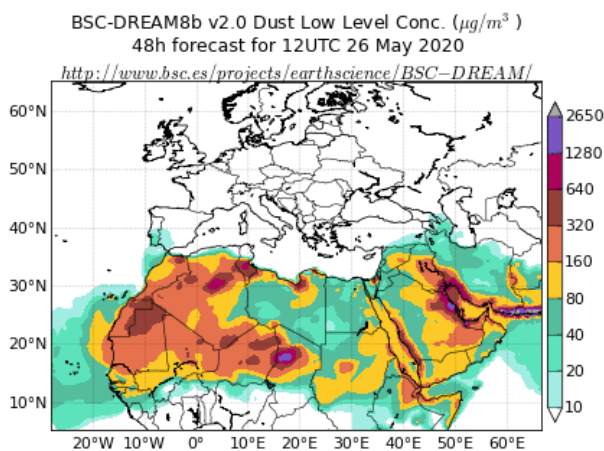 BSC-DREAM8b v2.0 Dust Low Level Conc. (μg/m³ )
48h forecast for 12UTC 26 May 2020
http://www.bsc.es/projects/earthscience/BSC−DREAM/
60°N
50°N
40°N
30°N
20°N
10°N
20°W 10°W 0° 10°E 20°E 30°E 40°E 50°E 60°E
2650
1280
640
320
160
80
40
20
10